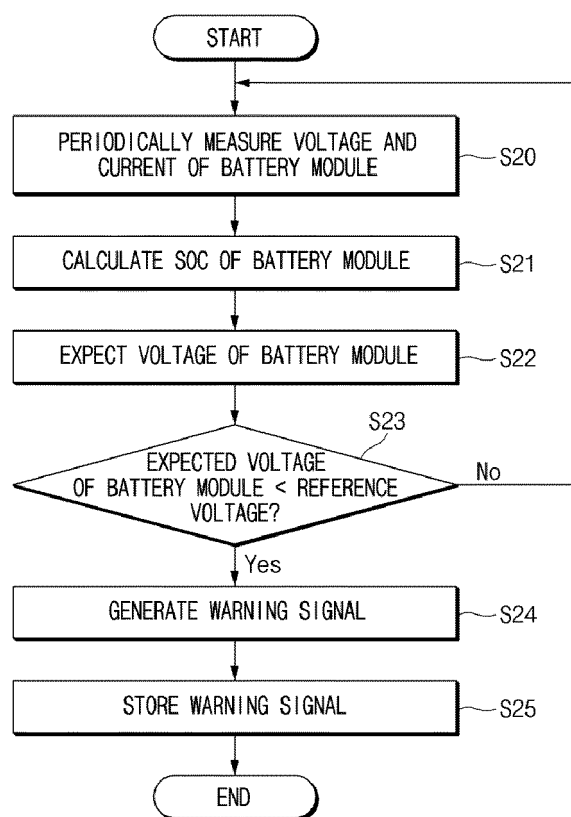 START
PERIODICALLY MEASURE VOLTAGE AND
CURRENT OF BATTERY MODULE
S20
CALCULATE SOC OF BATTERY MODULE
S21
EXPECT VOLTAGE OF BATTERY MODULE
S22
S23
EXPECTED VOLTAGE
OF BATTERY MODULE < REFERENCE
VOLTAGE?
No
Yes
GENERATE WARNING SIGNAL
S24
STORE WARNING SIGNAL
S25
END